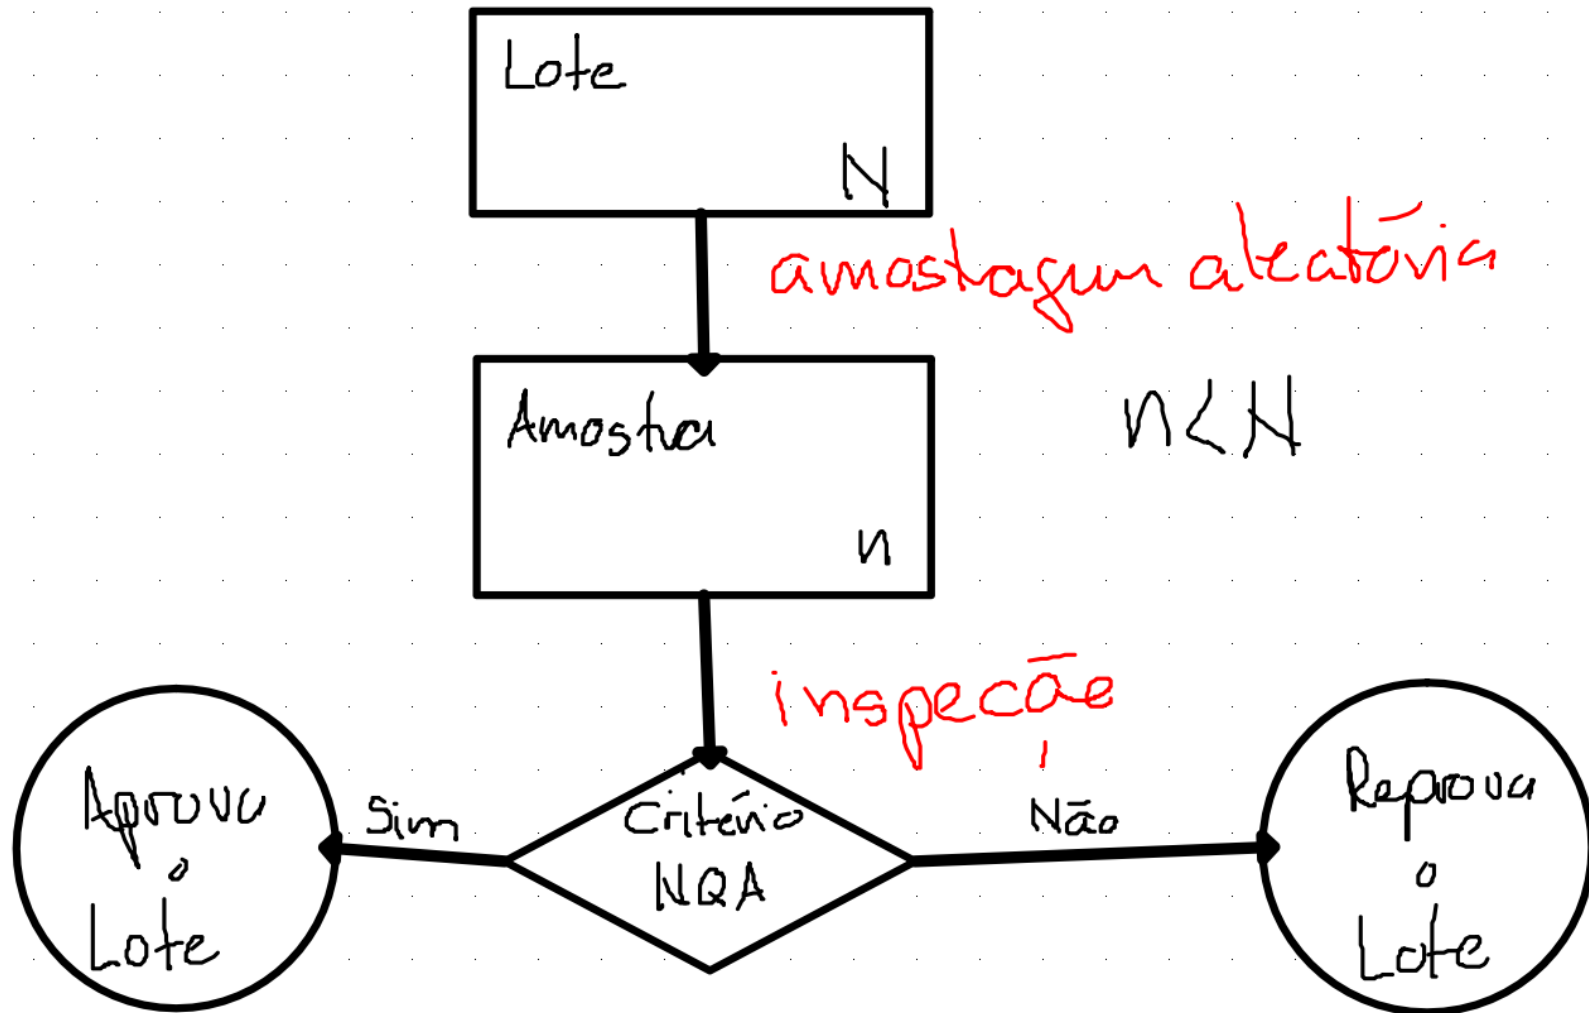 Lote
N
amostragem aleatória
Amostra
n<N
n
inspeção
Sim
Critério
NQA
Não
Aprova
o
Lote
Reprova
o
Lote